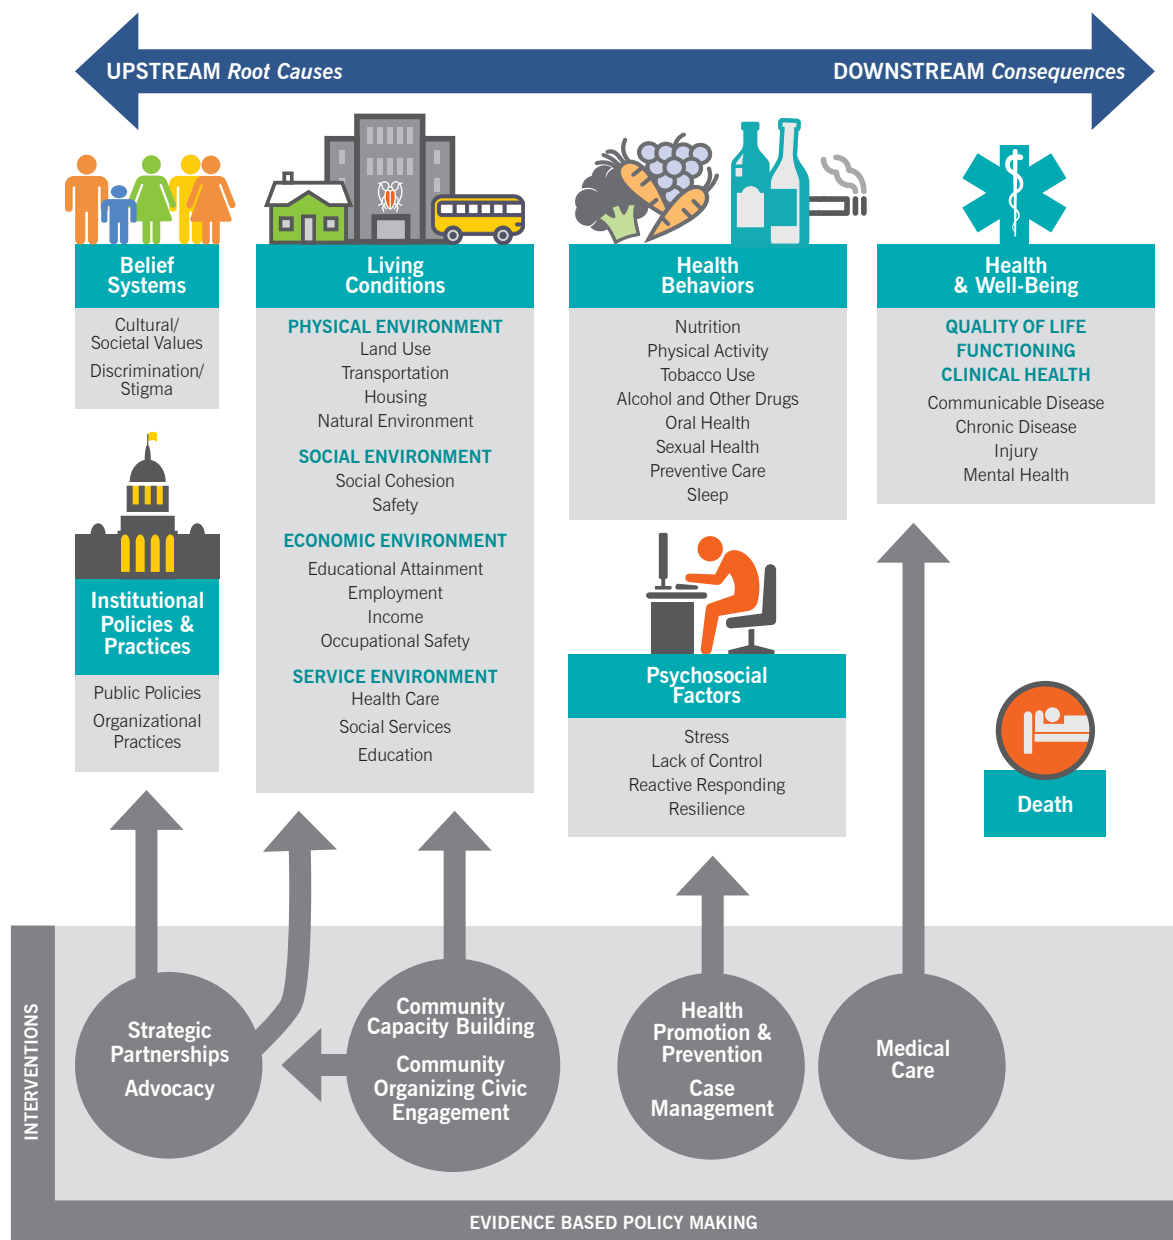 UPSTREAM Root Causes
DOWNSTREAM Consequences
Belief
Systems
Cultural/
Societal Values
Discrimination/
Stigma
Institutional
Policies &
Practices
Public Policies
Organizational
Practices
Living
Conditions
PHYSICAL ENVIRONMENT
Land Use
Transportation
Housing
Natural Environment
SOCIAL ENVIRONMENT
Social Cohesion
Safety
ECONOMIC ENVIRONMENT
Educational Attainment
Employment
Income
Occupational Safety
SERVICE ENVIRONMENT
Health Care
Social Services
Education
Health
Behaviors
Nutrition
Physical Activity
Tobacco Use
Alcohol and Other Drugs
Oral Health
Sexual Health
Preventive Care
Sleep
Psychosocial
Factors
Stress
Lack of Control
Reactive Responding
Resilience
Health
& Well-Being
QUALITY OF LIFE
FUNCTIONING
CLINICAL HEALTH
Communicable Disease
Chronic Disease
Injury
Mental Health
Death
INTERVENTIONS
Strategic
Partnerships
Advocacy
Community
Capacity Building
Community
Organizing Civic
Engagement
Health
Promotion &
Prevention
Case
Management
Medical
Care
EVIDENCE BASED POLICY MAKING